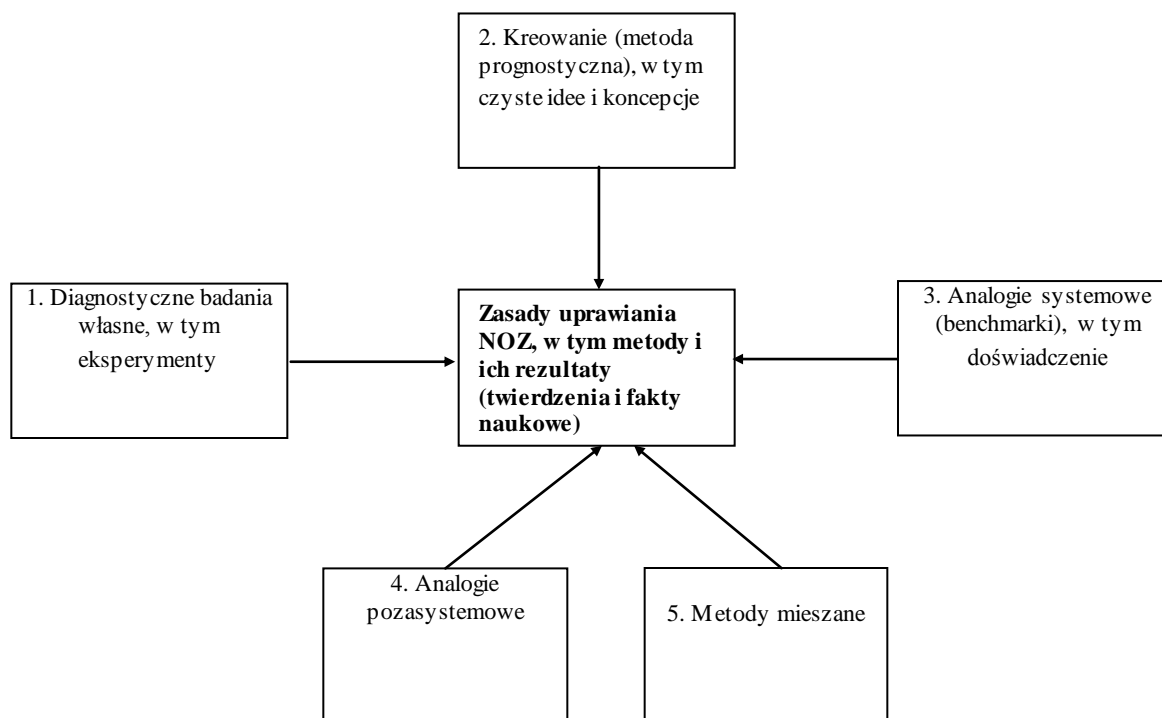 2. Kreowanie (metoda
prognostyczna), w tym
czyste idee i koncepcje
1. Diagnostyczne badania
własne, w tym
eksperymenty
Zasady uprawiania
NOZ, w tym metody i
ich rezultaty
(twierdzenia i fakty
naukowe)
3. Analogie systemowe
(benchmarki), w tym
doświadczenie
4. Analogie
pozasystemowe
5. Metody mieszane